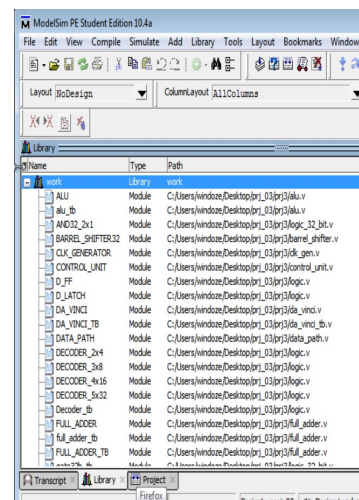 ModelSim PE Student Edition 10.4a
File Edit View Compile Simulate Add Library Tools Layout Bookmarks Window
Layout NoDesign ColumnLayout AllColumns
Library
Name Type Path
work Library work
ALU Module C:/Users/windoze/Desktop/prj_03/prj3/alu.v
alu_tb Module C:/Users/windoze/Desktop/prj_03/prj3/alu.v
AND32_2x1 Module C:/Users/windoze/Desktop/prj_03/prj3/logic_32_bit.v
BARREL_SHIFTER32 Module C:/Users/windoze/Desktop/prj_03/prj3/barrel_shifter.v
CLK_GENERATOR Module C:/Users/windoze/Desktop/prj_03/prj3/clk_gen.v
CONTROL_UNIT Module C:/Users/windoze/Desktop/prj_03/prj3/control_unit.v
D_FF Module C:/Users/windoze/Desktop/prj_03/prj3/logic.v
D_LATCH Module C:/Users/windoze/Desktop/prj_03/prj3/logic.v
DA_VINCI Module C:/Users/windoze/Desktop/prj_03/prj3/da_vinci.v
DA_VINCI_TB Module C:/Users/windoze/Desktop/prj_03/prj3/da_vinci_tb.v
DATA_PATH Module C:/Users/windoze/Desktop/prj_03/prj3/data_path.v
DECODER_2x4 Module C:/Users/windoze/Desktop/prj_03/prj3/logic.v
DECODER_3x8 Module C:/Users/windoze/Desktop/prj_03/prj3/logic.v
DECODER_4x16 Module C:/Users/windoze/Desktop/prj_03/prj3/logic.v
DECODER_5x32 Module C:/Users/windoze/Desktop/prj_03/prj3/logic.v
Decoder_tb Module C:/Users/windoze/Desktop/prj_03/prj3/logic.v
FULL_ADDER Module C:/Users/windoze/Desktop/prj_03/prj3/full_adder.v
full_adder_tb Module C:/Users/windoze/Desktop/prj_03/prj3/full_adder.v
FULL_ADDER_TB Module C:/Users/windoze/Desktop/prj_03/prj3/full_adder.v
Transcript Library Project
Firefox